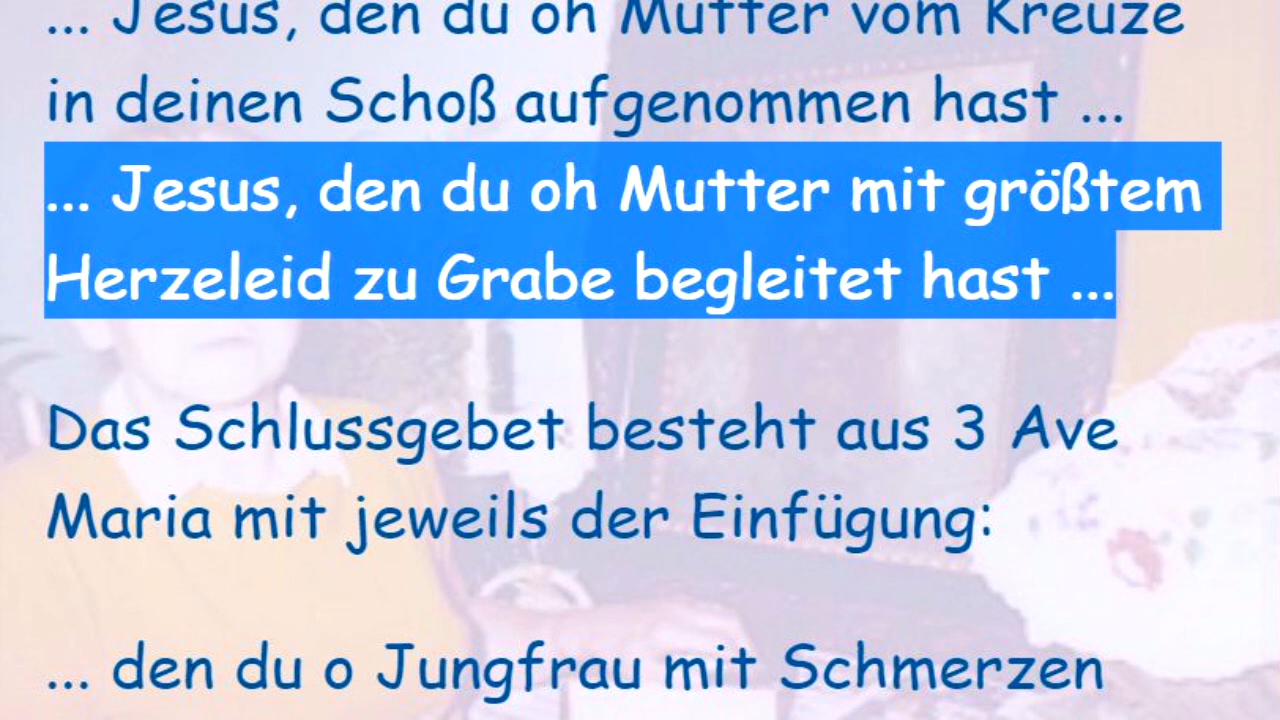 ... Jesus, den du oh Mutter vom Kreuze
in deinen Schoß aufgenommen hast ...
... Jesus, den du oh Mutter mit größtem
Herzeleid zu Grabe begleitet hast ...
Das Schlussgebet besteht aus 3 Ave
Maria mit jeweils der Einfügung:
... den du o Jungfrau mit Schmerzen